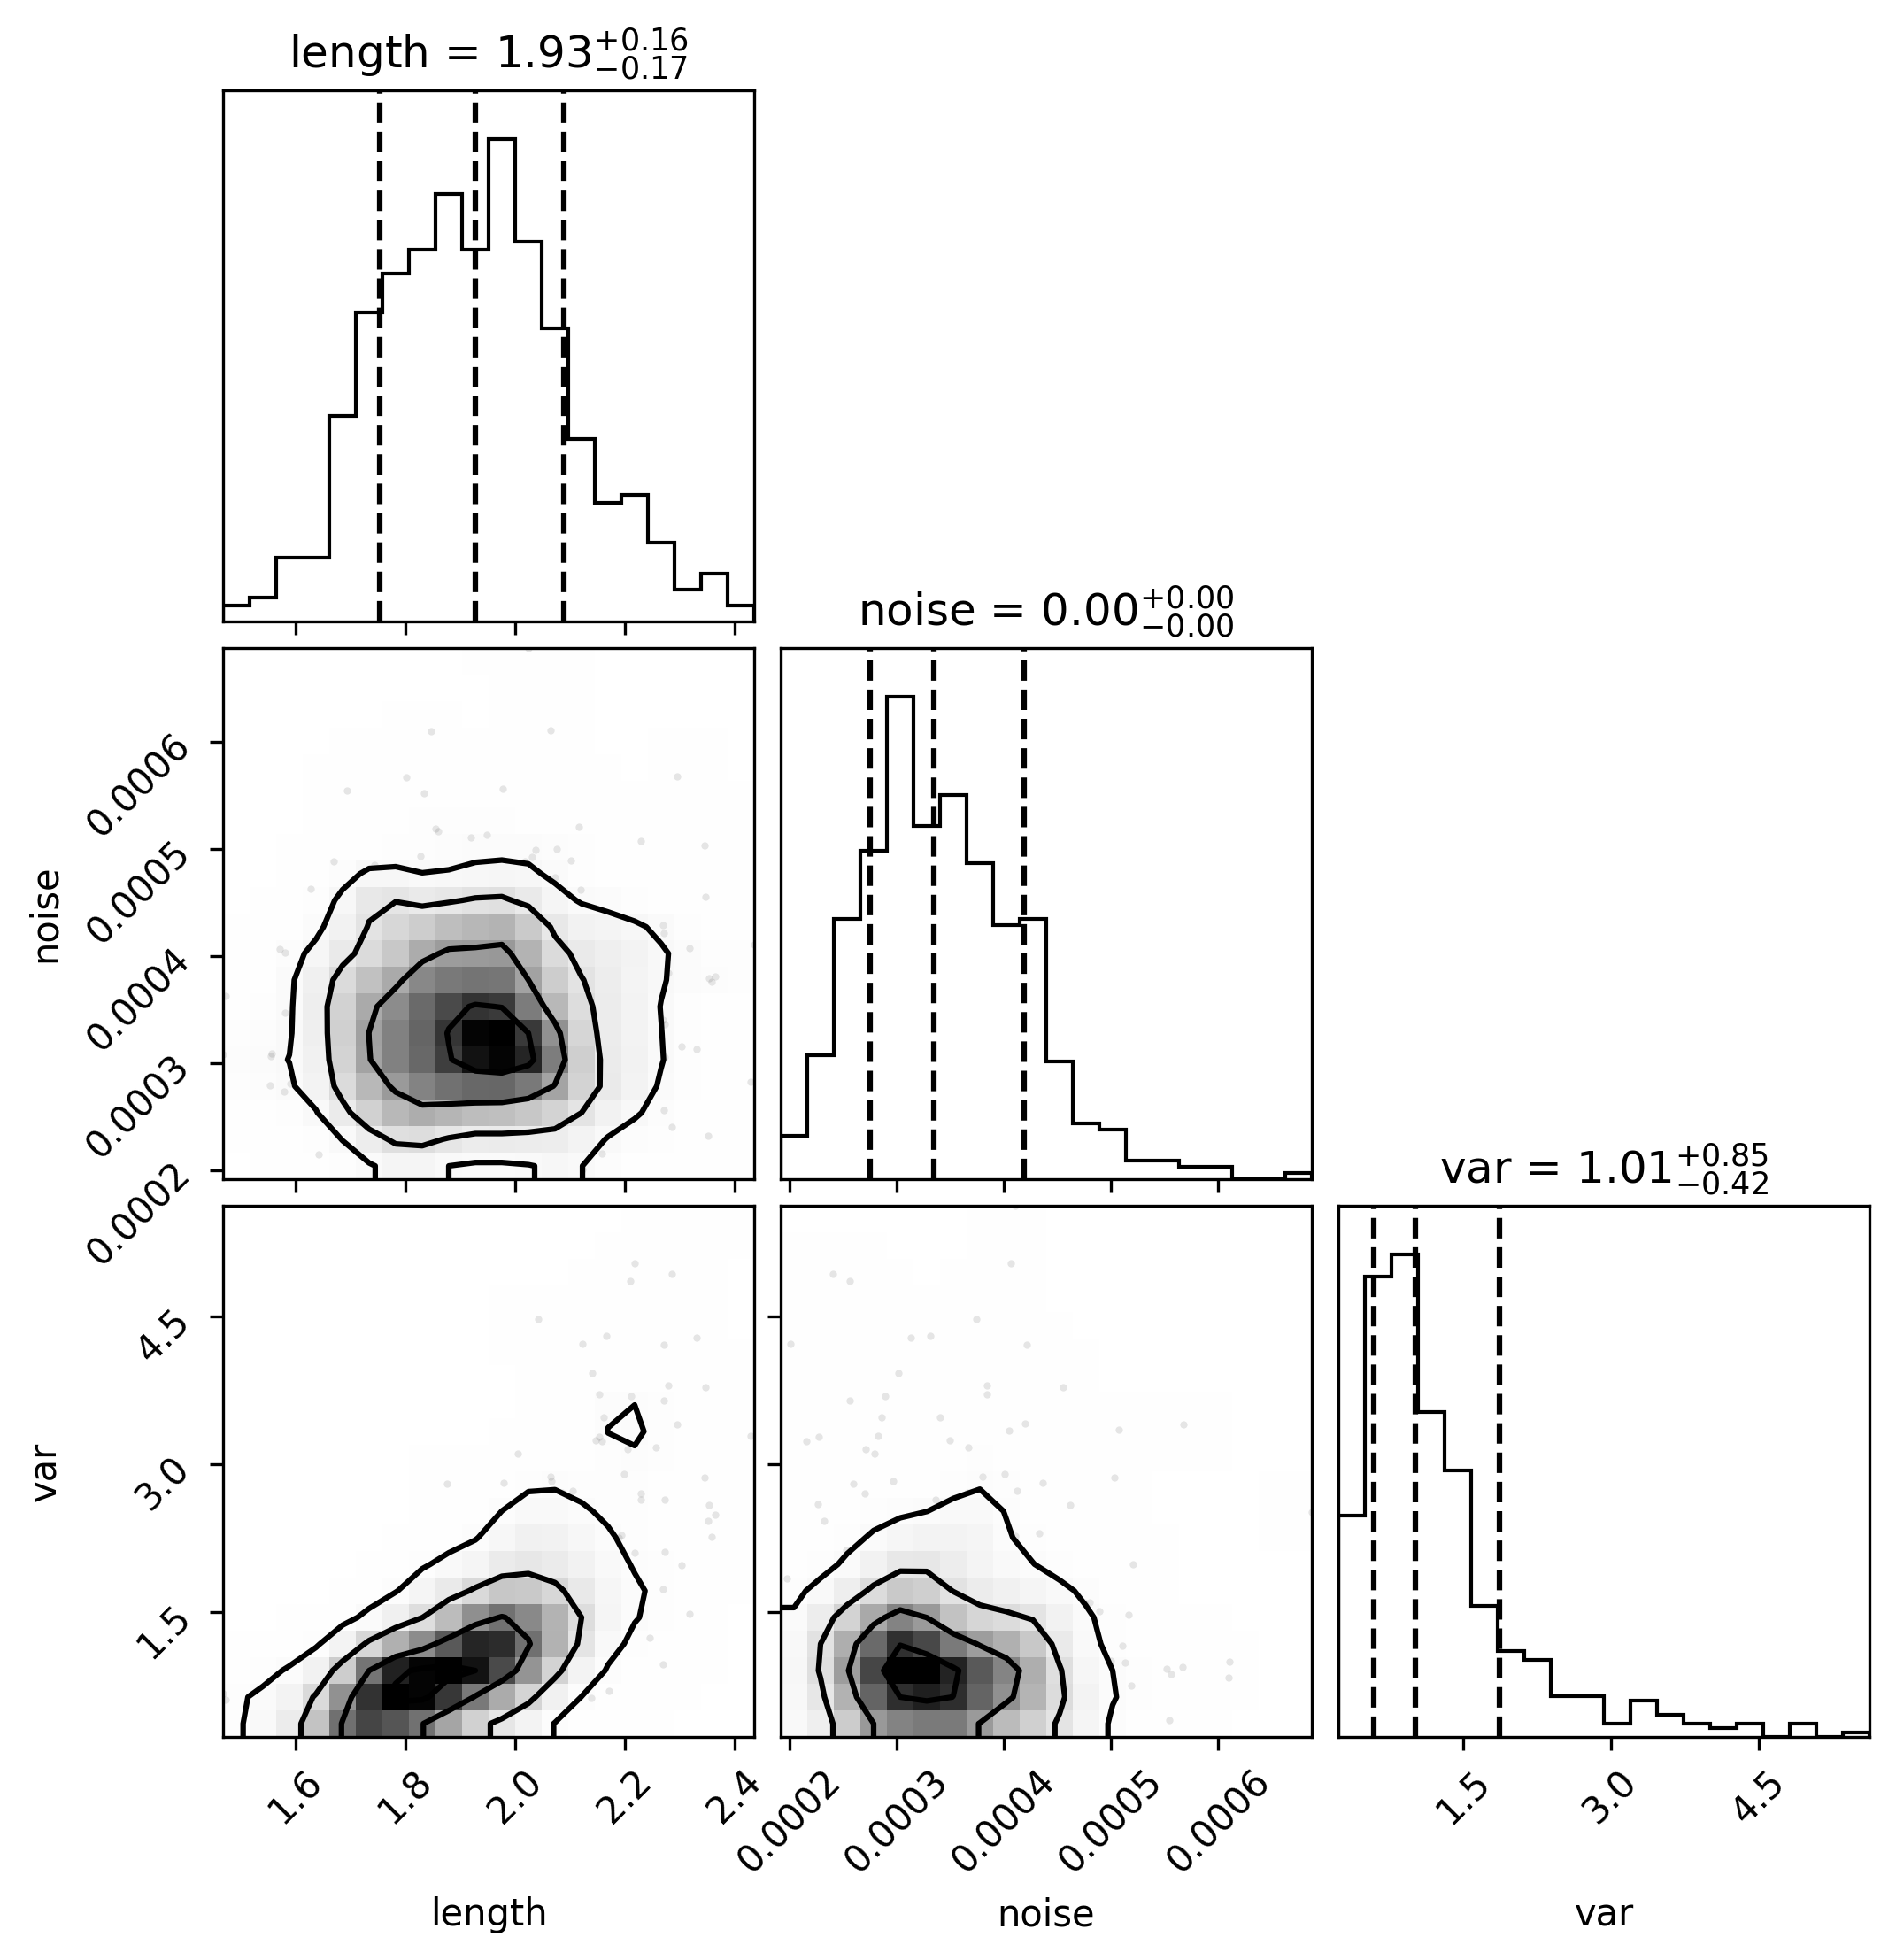 length = 1.93 +0.16 −0.17
noise = 0.00 +0.00 −0.00
0.0006
0.0005
0.0004
0.0003
0.0002
noise
var = 1.01 +0.85 −0.42
4.5
3.0
1.5
var
1.6 1.8 2.0 2.2 2.4 0.0002 0.0003 0.0004 0.0005 0.0006 1.5 3.0 4.5
length noise var